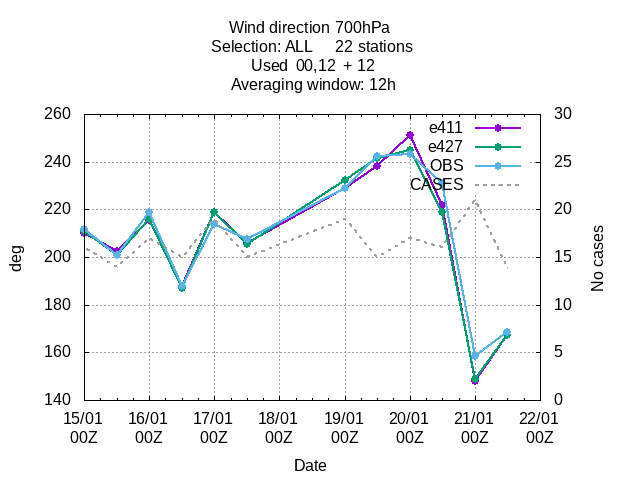 Wind direction 700hPa
Selection: ALL 22 stations
Used 00,12 + 12
Averaging window: 12h
260 30
e411
e427
240 25
OBS
CASES
220 20
deg
No cases
200 15
180 10
160 5
140 0
15/01 16/01 17/01 18/01 19/01 20/01 21/01 22/01
00Z 00Z 00Z 00Z 00Z 00Z 00Z 00Z
Date